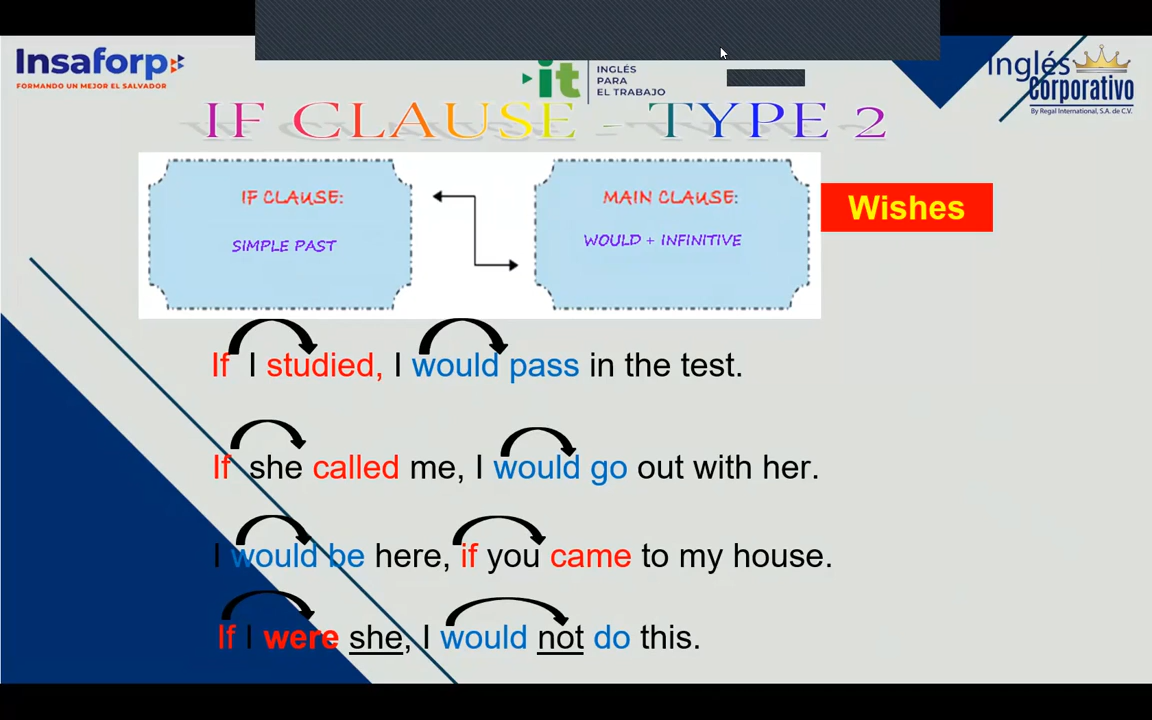 Insaforp
FORMANDO UN MEJOR EL SALVADOR
it
INGLÉS
PARA
EL TRABAJO
Inglés
Corporativo
By Regal International, S.A. de C.V.
IF CLAUSE - TYPE 2
IF CLAUSE:
SIMPLE PAST
MAIN CLAUSE:
WOULD + INFINITIVE
Wishes
If I studied, I would pass in the test.
If she called me, I would go out with her.
I would be here, if you came to my house.
If I were she, I would not do this.